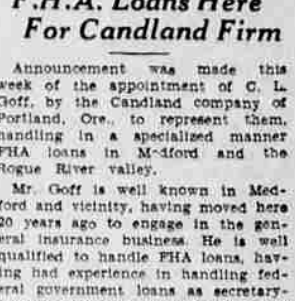 F.H.A. Loans Here
For Candland Firm
Announcement was made this
week of the appointment of C. L.
Goff, by the Candland company of
Portland, Ore., to represent them,
handling in a specialized manner
FHA loans in M-dford and the
Rogue River valley.
Mr. Goff is well known in Med-
ford and vicinity, having moved here
20 years ago to engage in the gen-
eral insurance business. He is well
qualified to handle FHA loans, hav-
ing had experience in handling fed-
eral government loans as secretary-